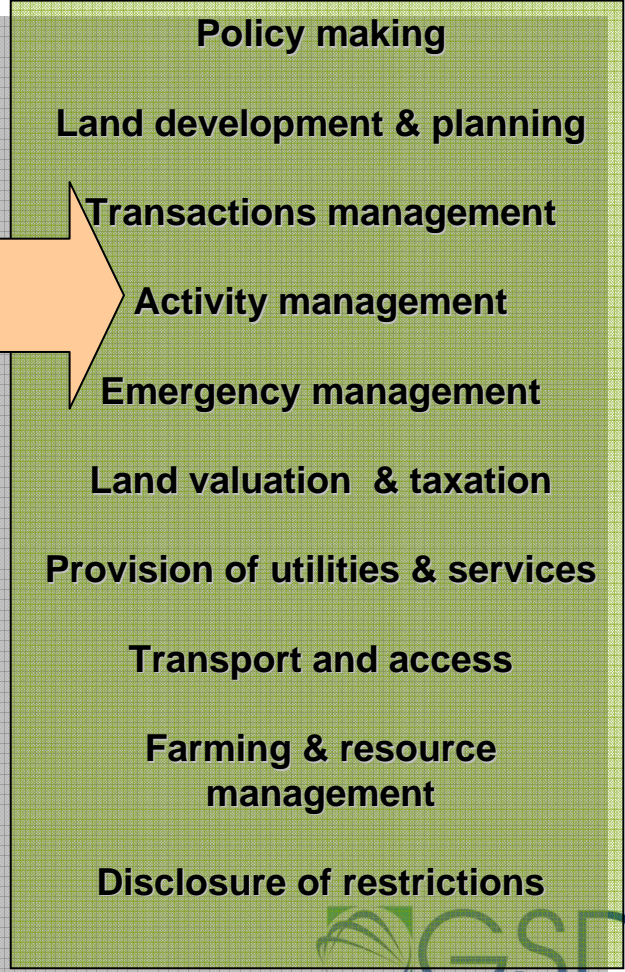 Policy making
Land development & planning
Transactions management
Activity management
Emergency management
Land valuation & taxation
Provision of utilities & services
Transport and access
Farming & resource
management
Disclosure of restrictions